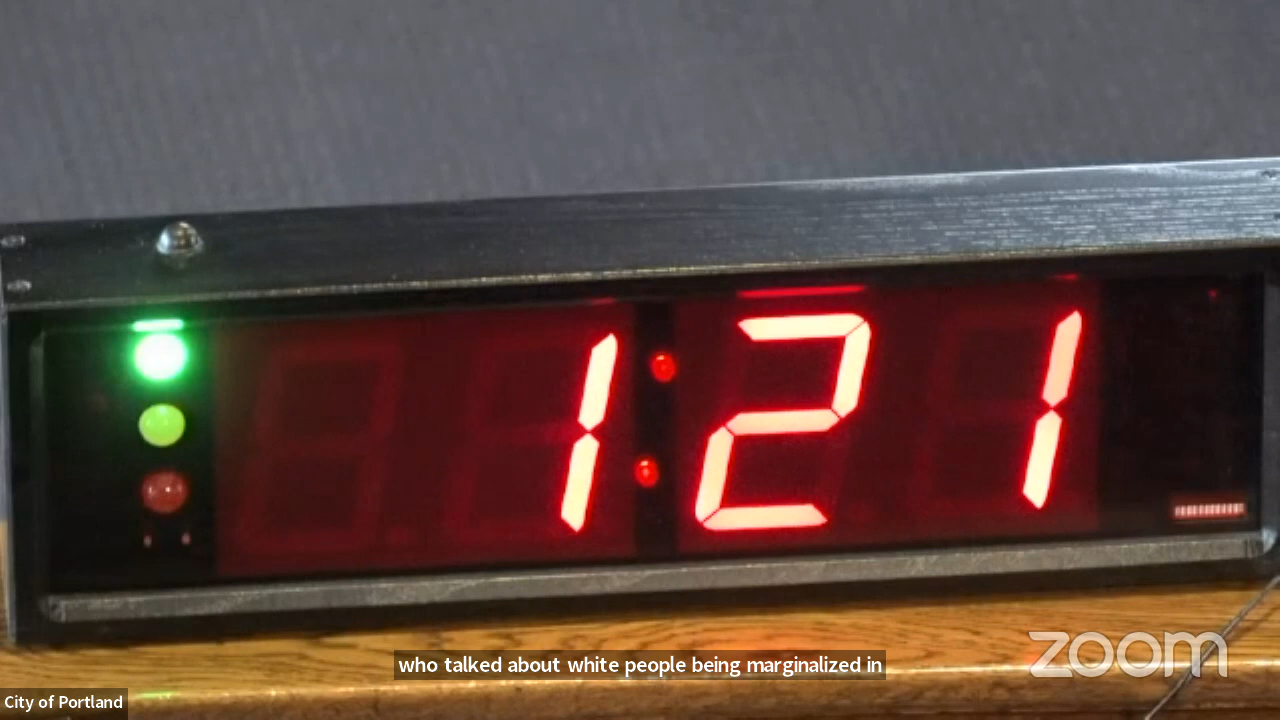 1:21
who talked about white people being marginalized in
zoom
City of Portland